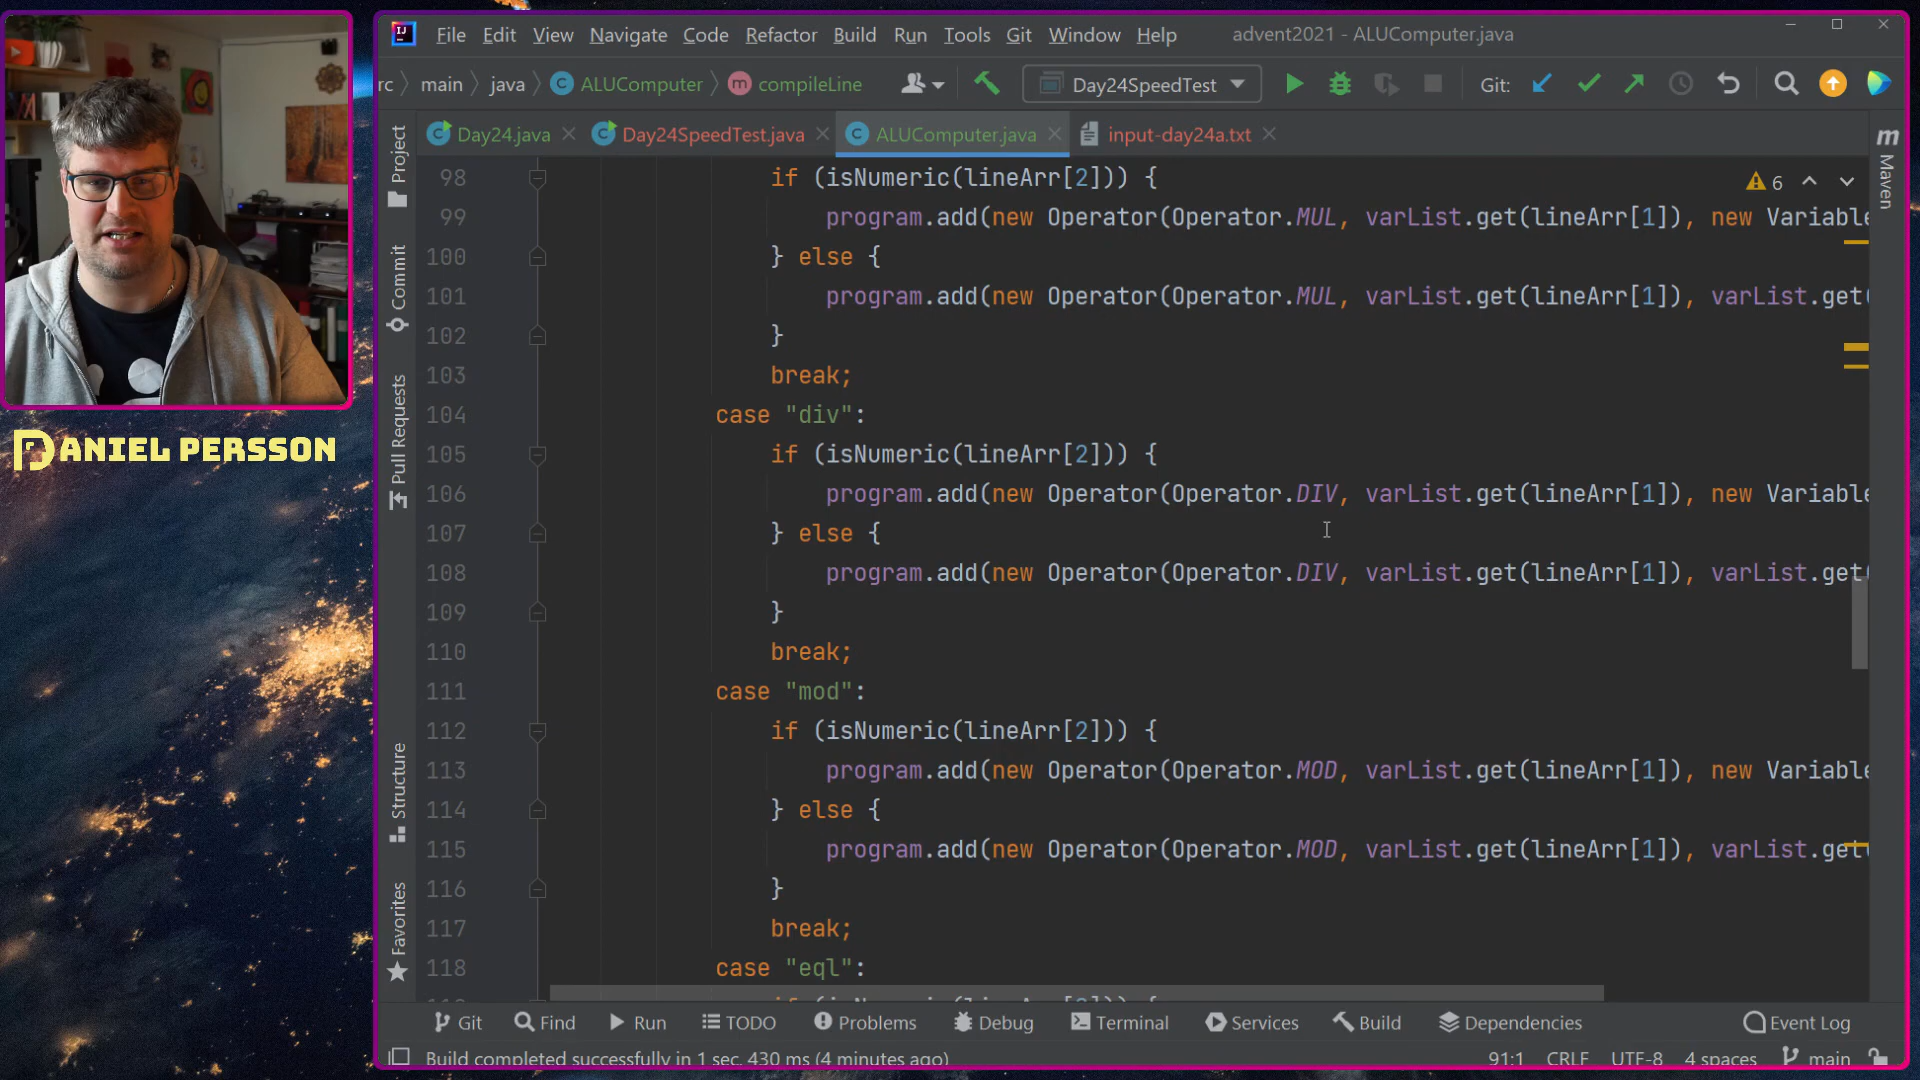 File Edit View Navigate Code Refactor Build Run Tools Git Window Help advent2021 - ALUComputer.java
rc main java ALUComputer compileLine Day24SpeedTest Git:
Day24.java Day24SpeedTest.java ALUComputer.java input-day24a.txt
98 if (isNumeric(lineArr[2])) {
6
99 program.add(new Operator(Operator.MUL, varList.get(lineArr[1]), new Variable
100 } else {
101 program.add(new Operator(Operator.MUL, varList.get(lineArr[1]), varList.get(
102 }
103 break;
104 case "div":
105 if (isNumeric(lineArr[2])) {
106 program.add(new Operator(Operator.DIV, varList.get(lineArr[1]), new Variable
107 } else {
108 program.add(new Operator(Operator.DIV, varList.get(lineArr[1]), varList.get(
109 }
110 break;
111 case "mod":
112 if (isNumeric(lineArr[2])) {
113 program.add(new Operator(Operator.MOD, varList.get(lineArr[1]), new Variable
114 } else {
115 program.add(new Operator(Operator.MOD, varList.get(lineArr[1]), varList.get(
116 }
117 break;
118 case "eql":
Project
Commit
Pull Requests
Structure
Favorites
Maven
DANIEL PERSSON
Git Find Run TODO Problems Debug Terminal Services Build Dependencies Event Log
Build completed successfully in 1 sec, 430 ms (4 minutes ago) 91:1 CRLF UTF-8 4 spaces main